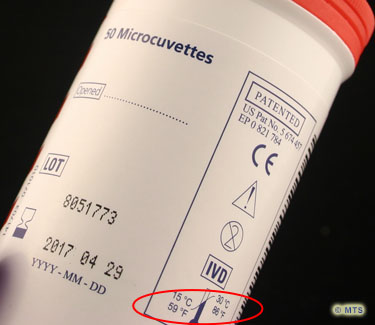 50 Microcuvettes
Opened
LOT
8051773
2017 04 29
YYYY - MM - DD
PATENTED
US Pat No. 5 674 457
EP 0 821 784
CE
2
IVD
15 °C
59 °F
30 °C
86 °F
© MTS